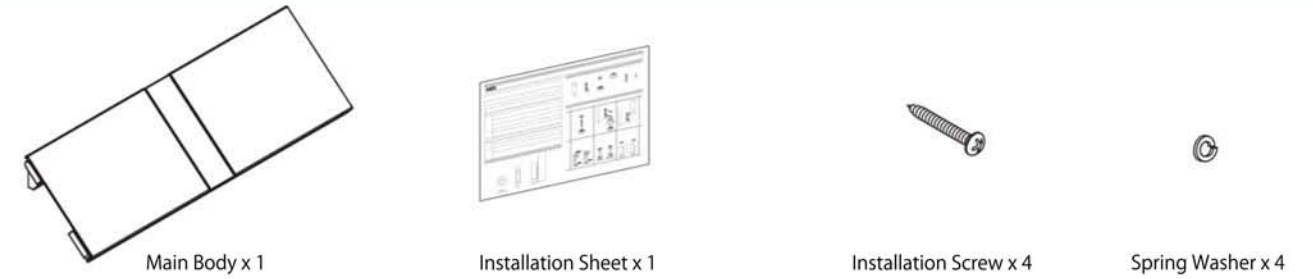 Main Body x 1
Installation Sheet x 1
Installation Screw x 4
Spring Washer x 4